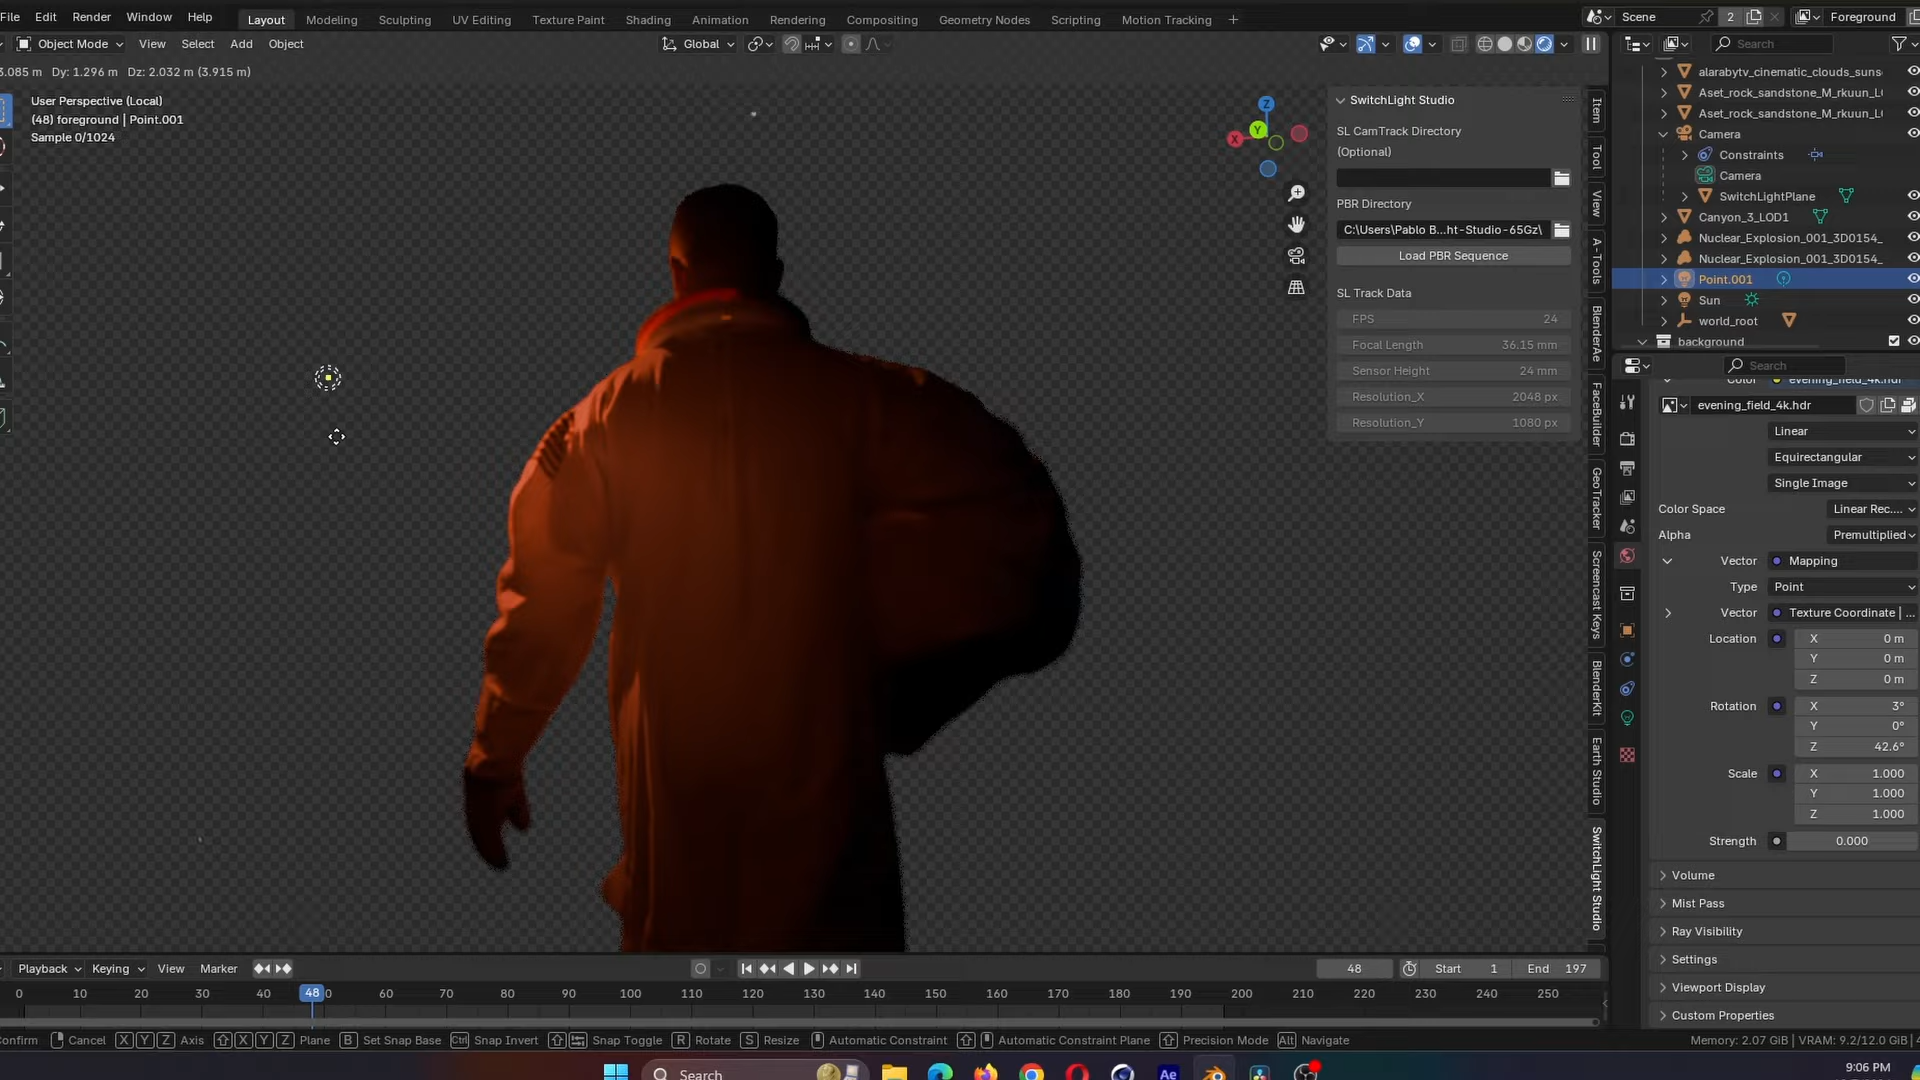 File Edit Render Window Help Layout Modeling Sculpting UV Editing Texture Paint Shading Animation Rendering Compositing Geometry Nodes Scripting Motion Tracking + Scene 2 Foreground
Object Mode View Select Add Object Global Search
3.085 m Dy: 1.296 m Dz: 2.032 m (3.915 m)
User Perspective (Local)
(48) foreground | Point.001
Sample 0/1024
Z
Y
X
SwitchLight Studio
SL CamTrack Directory
(Optional)
PBR Directory
C:\Users\Pablo B...ht-Studio-65Gz\
Load PBR Sequence
SL Track Data
FPS 24
Focal Length 36.15 mm
Sensor Height 24 mm
Resolution_X 2048 px
Resolution_Y 1080 px
Item
Tool
View
A-Tools
BlenderAe
FaceBuilder
GeoTracker
Screencast Keys
BlenderKit
Earth Studio
SwitchLight Studio
alarabytv_cinematic_clouds_suns
Aset_rock_sandstone_M_rkuun_L
Aset_rock_sandstone_M_rkuun_L
Camera
Constraints
Camera
SwitchLightPlane
Canyon_3_LOD1
Nuclear_Explosion_001_3D0154_
Nuclear_Explosion_001_3D0154_
Point.001
Sun
world_root
background
Search
Color evening_field_4k.hdr
evening_field_4k.hdr
Linear
Equirectangular
Single Image
Color Space Linear Rec....
Alpha Premultiplied
Vector Mapping
Type Point
Vector Texture Coordinate | ...
Location X 0 m
Y 0 m
Z 0 m
Rotation X 3°
Y 0°
Z 42.6°
Scale X 1.000
Y 1.000
Z 1.000
Strength 0.000
Volume
Mist Pass
Ray Visibility
Settings
Viewport Display
Custom Properties
Playback Keying View Marker 48 Start 1 End 197
0 10 20 30 40 48 0 60 70 80 90 100 110 120 130 140 150 160 170 180 190 200 210 220 230 240 250
onfirm Cancel X Y Z Axis X Y Z Plane B Set Snap Base Ctrl Snap Invert Snap Toggle R Rotate S Resize Automatic Constraint Automatic Constraint Plane Precision Mode Alt Navigate Memory: 2.07 GiB | VRAM: 9.2/12.0 GiB |
Search Ae 9:06 PM